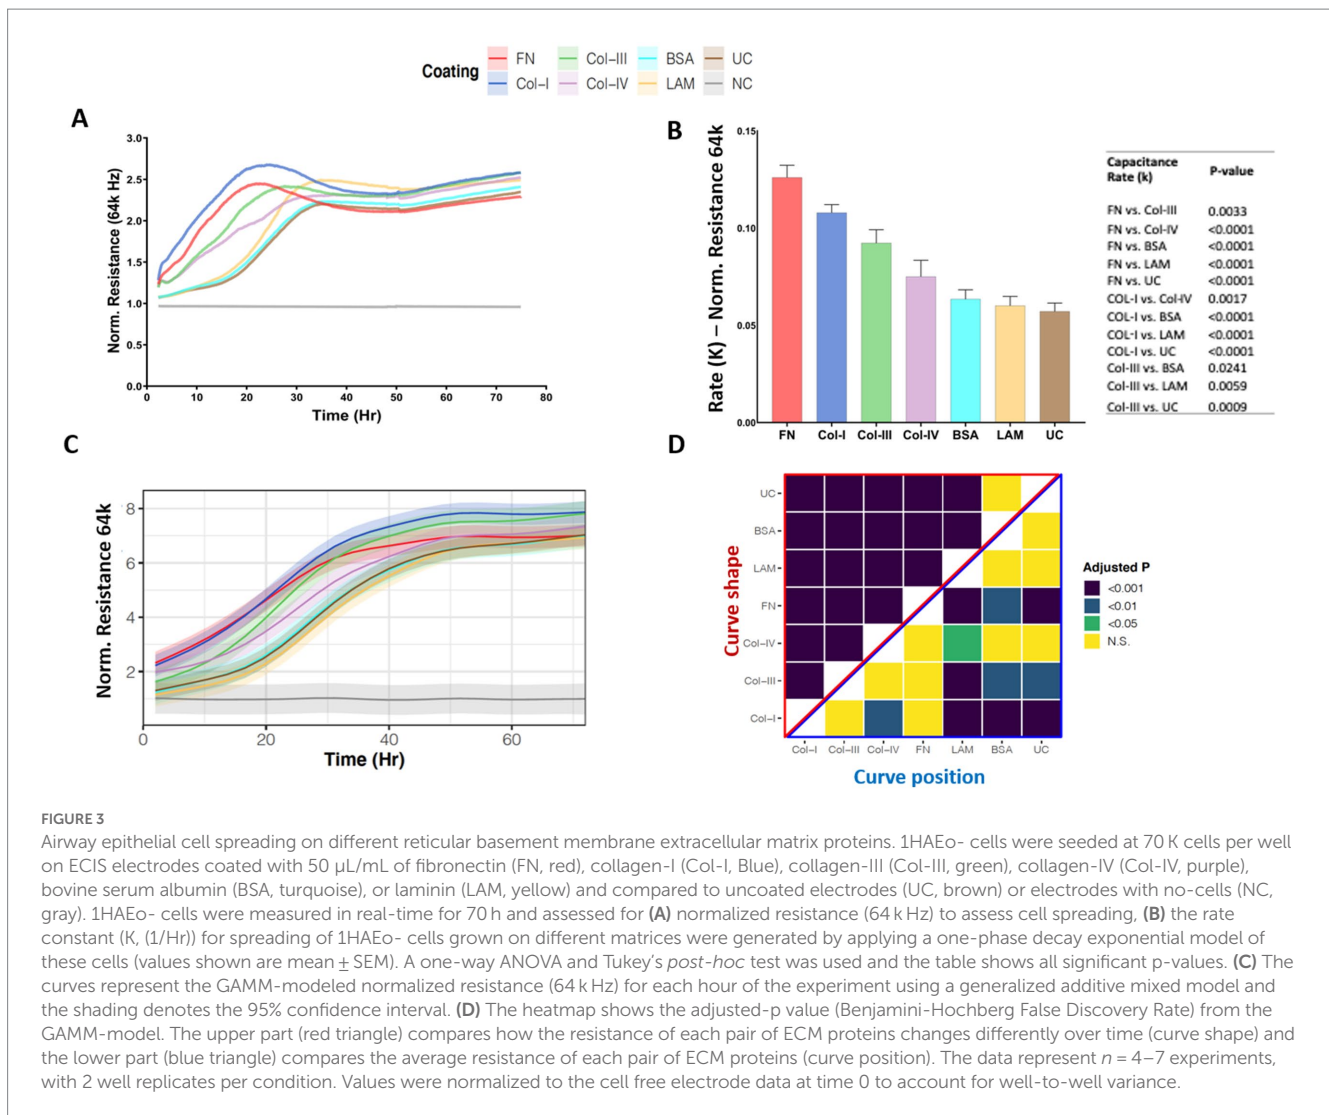 Coating
FN Col–III BSA UC
Col–I Col–IV LAM NC
A
Norm. Resistance (64k Hz)
3.0
2.5
2.0
1.5
1.0
0.5
0.0
0 10 20 30 40 50 60 70 80
Time (Hr)
B
Rate (K) – Norm. Resistance 64k
0.15
0.10
0.05
0.00
FN Col-I Col-III Col-IV BSA LAM UC
Capacitance Rate (k) P-value
FN vs. Col-III 0.0033
FN vs. Col-IV <0.0001
FN vs. BSA <0.0001
FN vs. LAM <0.0001
FN vs. UC <0.0001
COL-I vs. Col-IV 0.0017
COL-I vs. BSA <0.0001
COL-I vs. LAM <0.0001
COL-I vs. UC <0.0001
Col-III vs. BSA 0.0241
Col-III vs. LAM 0.0059
Col-III vs. UC 0.0009
C
Norm. Resistance 64k
8
6
4
2
0 20 40 60
Time (Hr)
D
Curve shape
UC
BSA
LAM
FN
Col–IV
Col–III
Col–I
Col–I Col–III Col–IV FN LAM BSA UC
Curve position
Adjusted P
<0.001
<0.01
<0.05
N.S.
FIGURE 3
Airway epithelial cell spreading on different reticular basement membrane extracellular matrix proteins. 1HAEo- cells were seeded at 70 K cells per well
on ECIS electrodes coated with 50 μL/mL of fibronectin (FN, red), collagen-I (Col-I, Blue), collagen-III (Col-III, green), collagen-IV (Col-IV, purple),
bovine serum albumin (BSA, turquoise), or laminin (LAM, yellow) and compared to uncoated electrodes (UC, brown) or electrodes with no-cells (NC,
gray). 1HAEo- cells were measured in real-time for 70 h and assessed for (A) normalized resistance (64 k Hz) to assess cell spreading, (B) the rate
constant (K, (1/Hr)) for spreading of 1HAEo- cells grown on different matrices were generated by applying a one-phase decay exponential model of
these cells (values shown are mean ± SEM). A one-way ANOVA and Tukey's post-hoc test was used and the table shows all significant p-values. (C) The
curves represent the GAMM-modeled normalized resistance (64 k Hz) for each hour of the experiment using a generalized additive mixed model and
the shading denotes the 95% confidence interval. (D) The heatmap shows the adjusted-p value (Benjamini-Hochberg False Discovery Rate) from the
GAMM-model. The upper part (red triangle) compares how the resistance of each pair of ECM proteins changes differently over time (curve shape) and
the lower part (blue triangle) compares the average resistance of each pair of ECM proteins (curve position). The data represent n = 4–7 experiments,
with 2 well replicates per condition. Values were normalized to the cell free electrode data at time 0 to account for well-to-well variance.